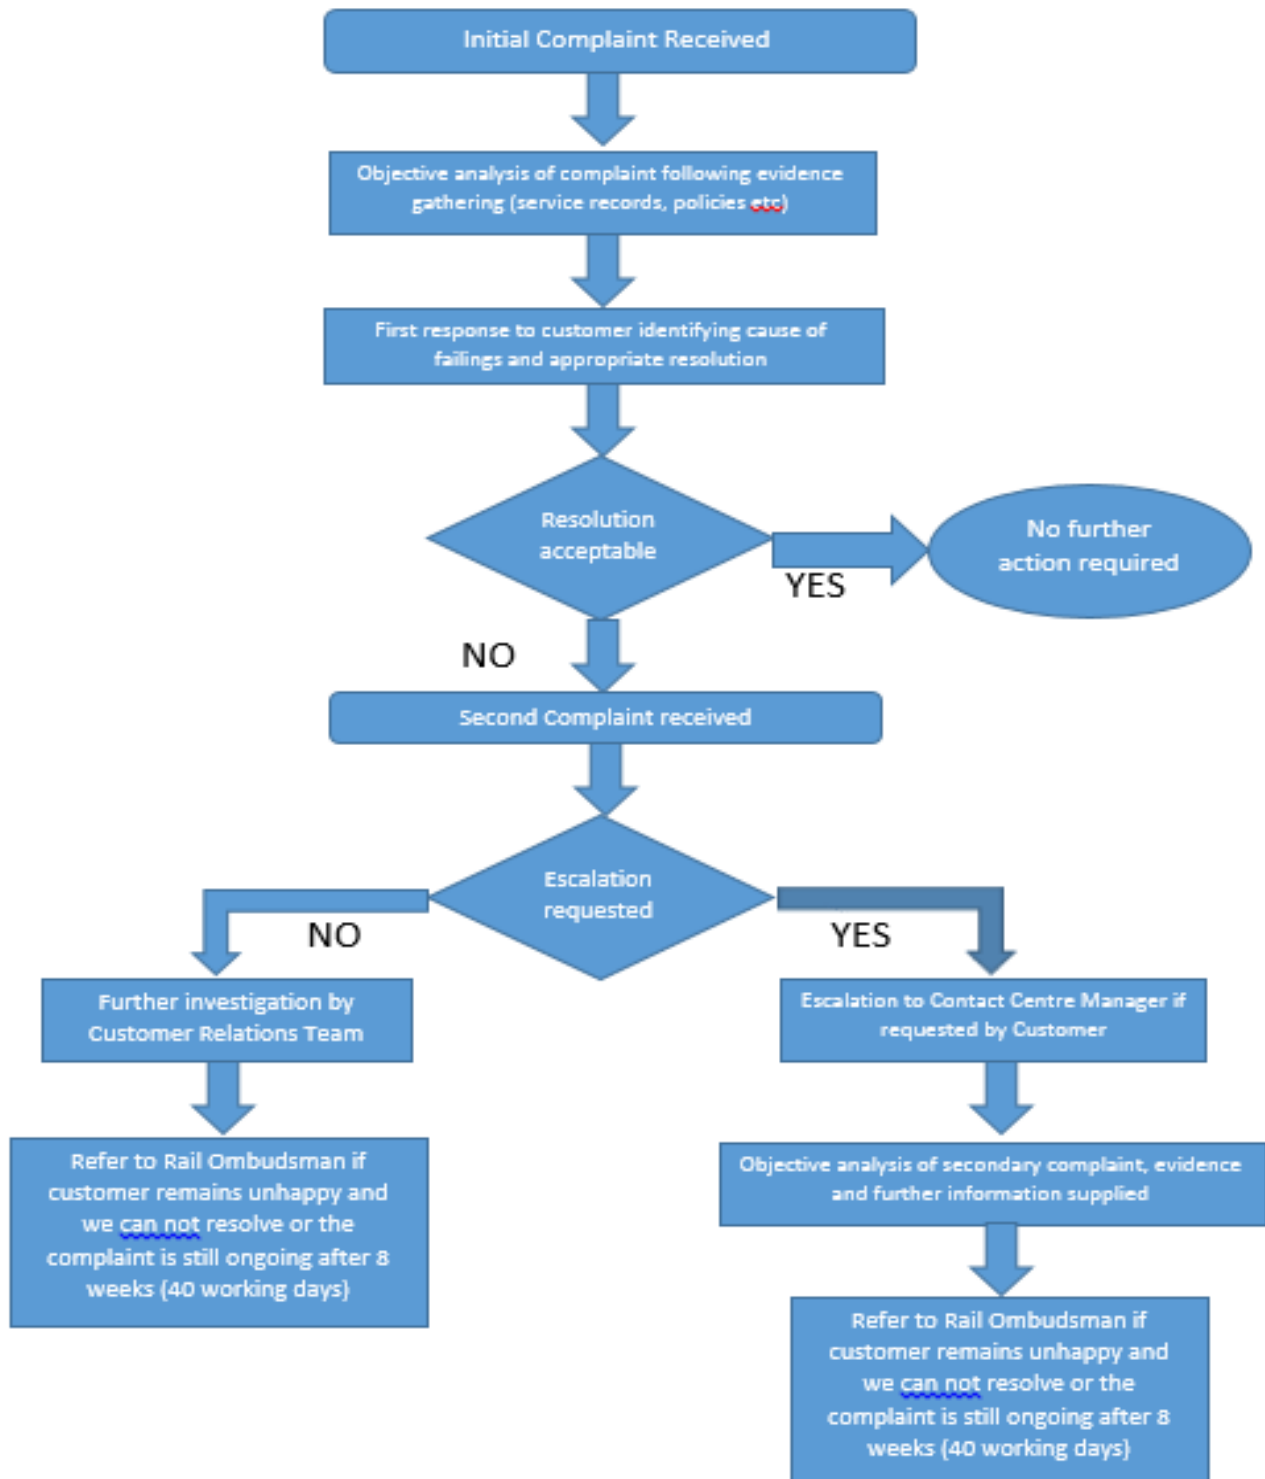 Initial Complaint Received
Objective analysis of complaint following evidence
gathering (service records, policies etc)
First response to customer identifying cause of
failings and appropriate resolution
Resolution
acceptable
YES
No further
action required
NO
Second Complaint received
Escalation
requested
NO
YES
Further investigation by
Customer Relations Team
Escalation to Contact Centre Manager if
requested by Customer
Refer to Rail Ombudsman if
customer remains unhappy and
we can not resolve or the
complaint is still ongoing after 8
weeks (40 working days)
Objective analysis of secondary complaint, evidence
and further information supplied
Refer to Rail Ombudsman if
customer remains unhappy and
we can not resolve or the
complaint is still ongoing after 8
weeks (40 working days)